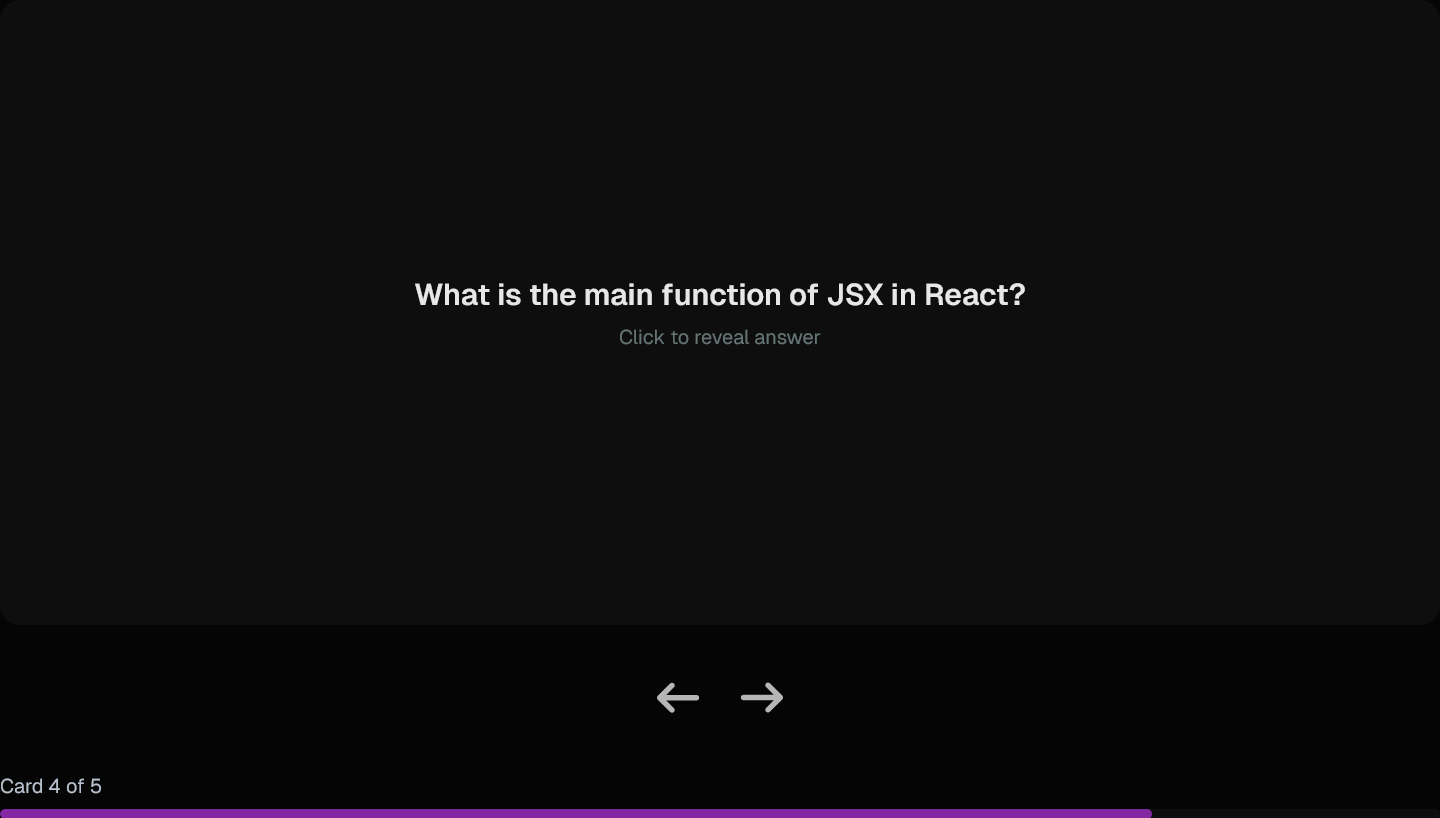 What is the main function of JSX in React?
Click to reveal answer
Card 4 of 5